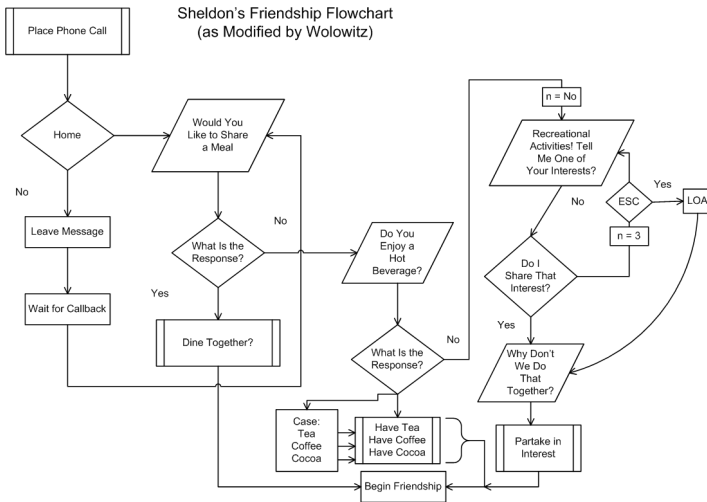 Sheldon's Friendship Flowchart
(as Modified by Wolowitz)
Place Phone Call
Home
No
Leave Message
Wait for Callback
Would You
Like to Share
a Meal
What Is the
Response?
No
Yes
Dine Together?
Do You
Enjoy a
Hot
Beverage?
What Is the
Response?
No
Case:
Tea
Coffee
Cocoa
Have Tea
Have Coffee
Have Cocoa
Begin Friendship
n = No
Recreational
Activities! Tell
Me One of
Your Interests?
No
Do I
Share That
Interest?
ESC
Yes
LOA
n = 3
Yes
Why Don't
We Do
That
Together?
Partake in
Interest